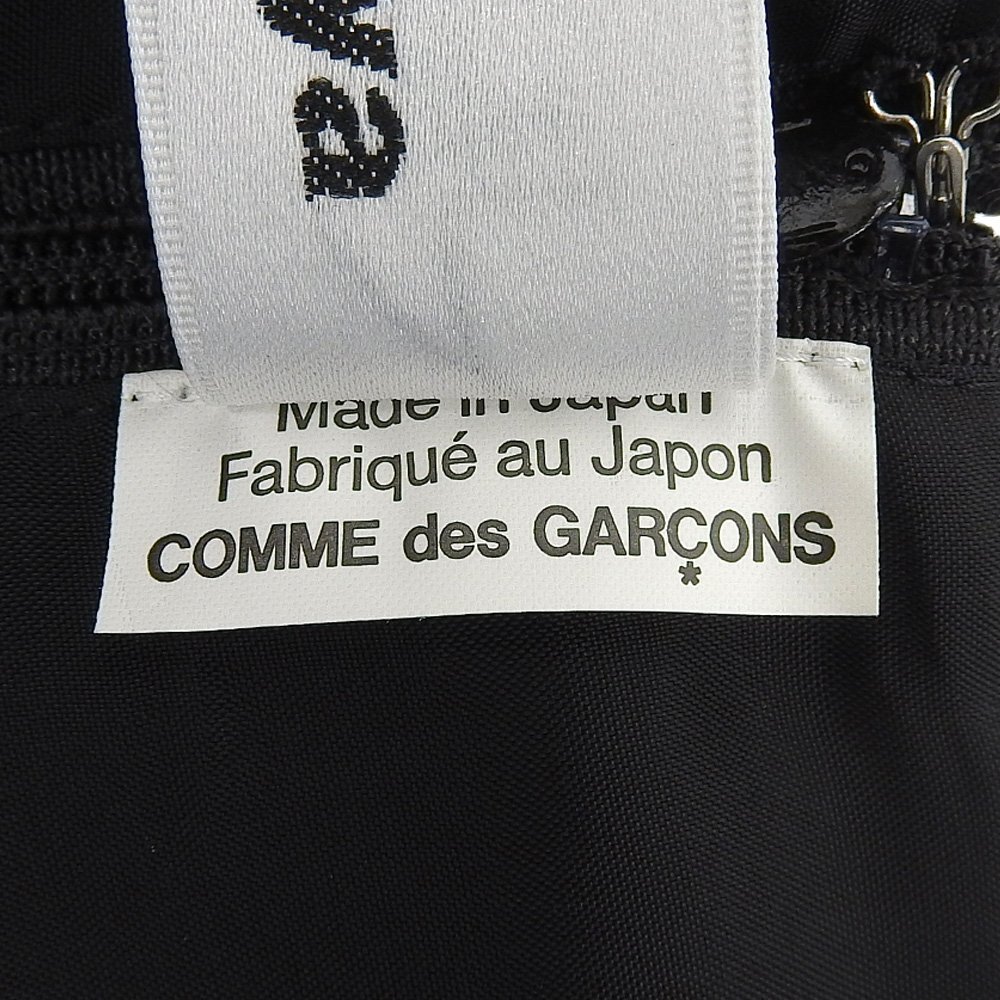 Made in Japan
Fabriqué au Japon
COMME des GARÇONS
*